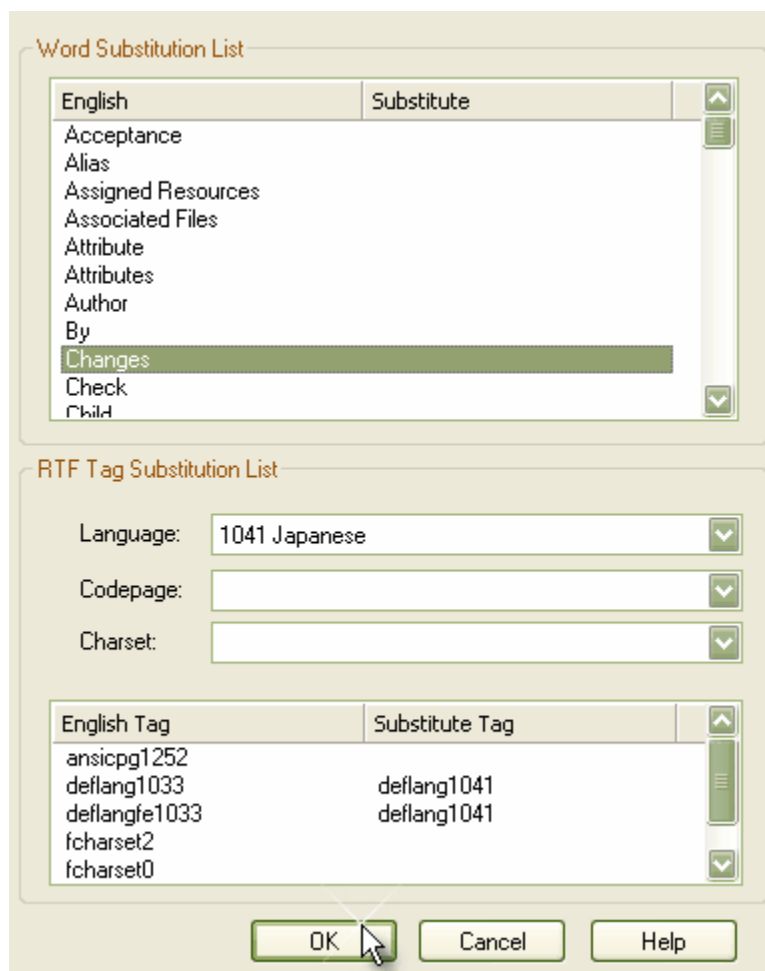 Word Substitution List
English Substitute
Acceptance
Alias
Assigned Resources
Associated Files
Attribute
Attributes
Author
By
Changes
Check
Child
RTF Tag Substitution List
Language: 1041 Japanese
Codepage:
Charset:
English Tag Substitute Tag
ansicpg1252
deflang1033 deflang1041
deflangfe1033 deflang1041
fcharset2
fcharset0
OK Cancel Help